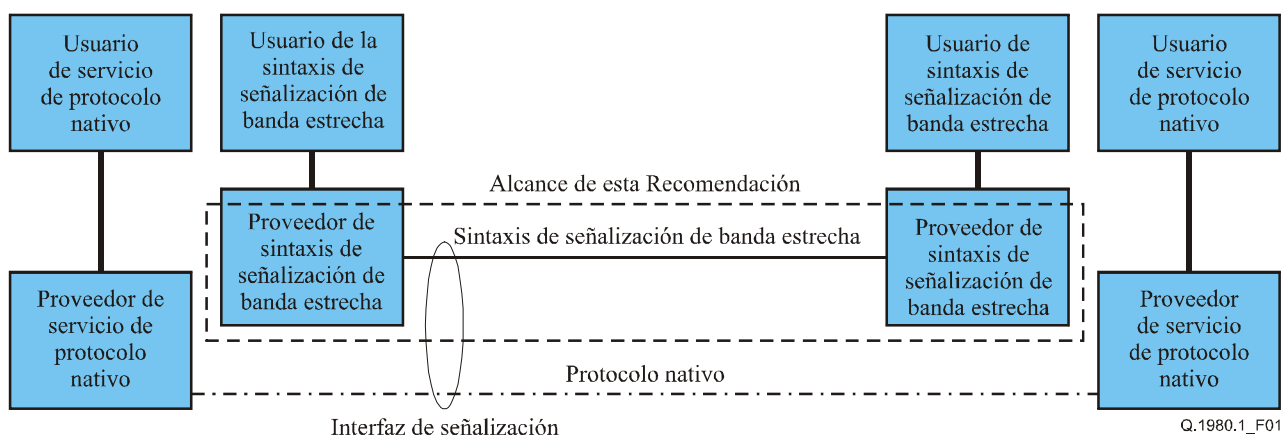 Usuario
de servicio
de protocolo
nativo
Usuario de la
sintaxis de
señalización de
banda estrecha
Usuario de
sintaxis de
señalización de
banda estrecha
Usuario
de servicio
de protocolo
nativo
Alcance de esta Recomendación
Proveedor de
sintaxis de
señalización de
banda estrecha
Sintaxis de señalización de banda estrecha
Proveedor de
sintaxis de
señalización de
banda estrecha
Proveedor de
servicio de
protocolo
nativo
Proveedor
de servicio
de protocolo
nativo
Protocolo nativo
Interfaz de señalización
Q.1980.1_F01